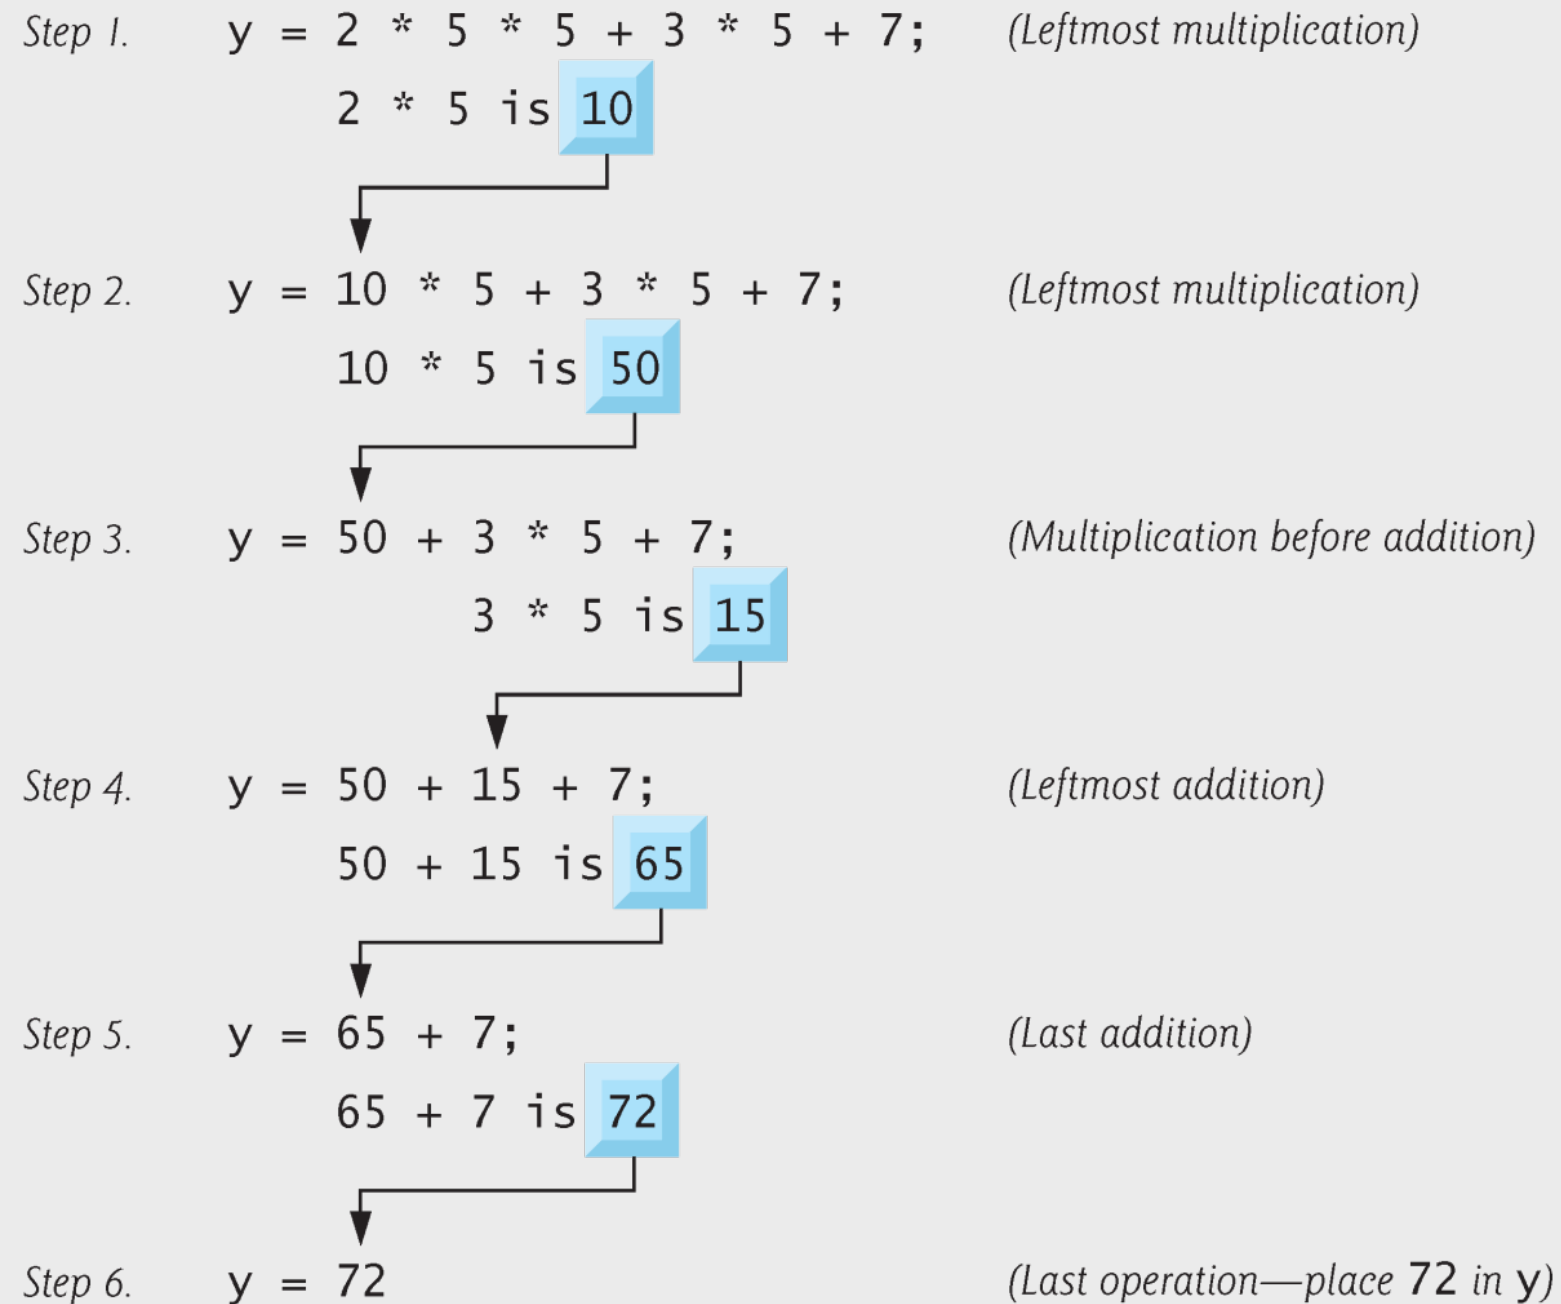 Step 1. y = 2 * 5 * 5 + 3 * 5 + 7; (Leftmost multiplication)
2 * 5 is 10
Step 2. y = 10 * 5 + 3 * 5 + 7; (Leftmost multiplication)
10 * 5 is 50
Step 3. y = 50 + 3 * 5 + 7; (Multiplication before addition)
3 * 5 is 15
Step 4. y = 50 + 15 + 7; (Leftmost addition)
50 + 15 is 65
Step 5. y = 65 + 7; (Last addition)
65 + 7 is 72
Step 6. y = 72 (Last operation—place 72 in y)